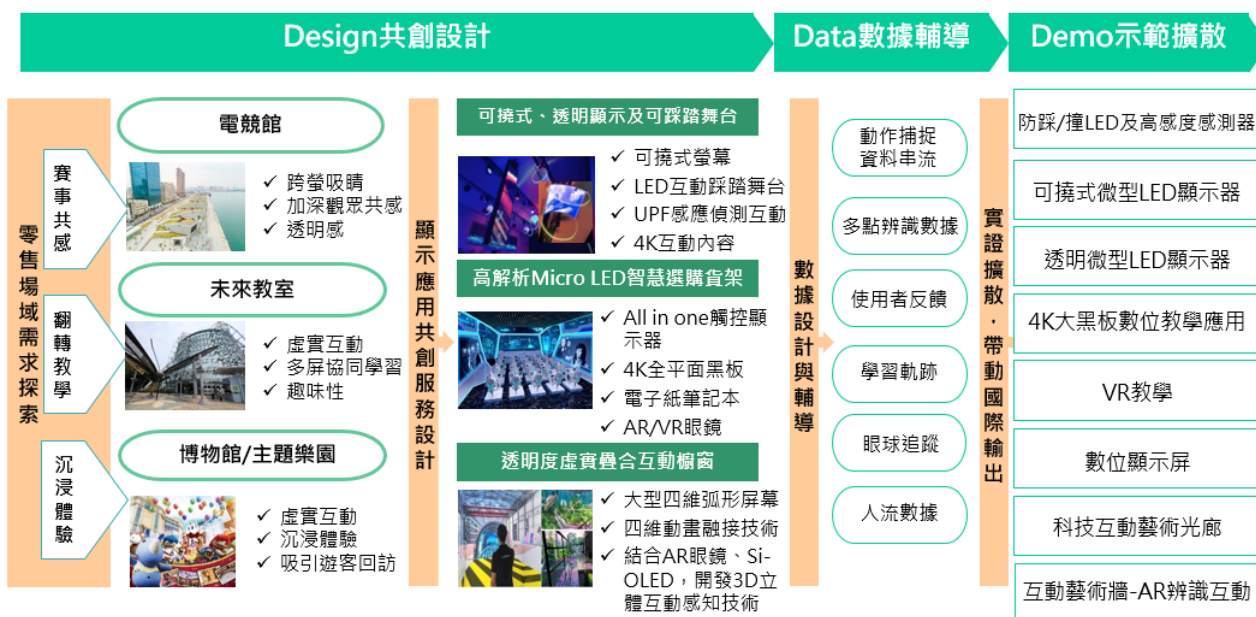 Design共創設計
Data數據輔導
Demo示範擴散
零售場域需求探索
賽事共感
電競館
✓ 跨螢吸睛
✓ 加深觀眾共感
✓ 透明感
翻轉教學
未來教室
✓ 虛實互動
✓ 多屏協同學習
✓ 趣味性
沉浸體驗
博物館/主題樂園
✓ 虛實互動
✓ 沉浸體驗
✓ 吸引遊客回訪
顯示應用共創服務設計
可撓式、透明顯示及可踩踏舞台
✓ 可撓式螢幕
✓ LED互動踩踏舞台
✓ UPF感應偵測互動
✓ 4K互動內容
高解析Micro LED智慧選購貨架
✓ All in one觸控顯
示器
✓ 4K全平面黑板
✓ 電子紙筆記本
✓ AR/VR眼鏡
透明度虛實疊合互動櫥窗
✓ 大型四維弧形屏幕
✓ 四維動畫融接技術
✓ 結合AR眼鏡、Si-
OLED，開發3D立
體互動感知技術
數據設計與輔導
動作捕捉
資料串流
多點辨識數據
使用者反饋
學習軌跡
眼球追蹤
人流數據
實證擴散．帶動國際輸出
防踩/撞LED及高感度感測器
可撓式微型LED顯示器
透明微型LED顯示器
4K大黑板數位教學應用
VR教學
數位顯示屏
科技互動藝術光廊
互動藝術牆-AR辨識互動